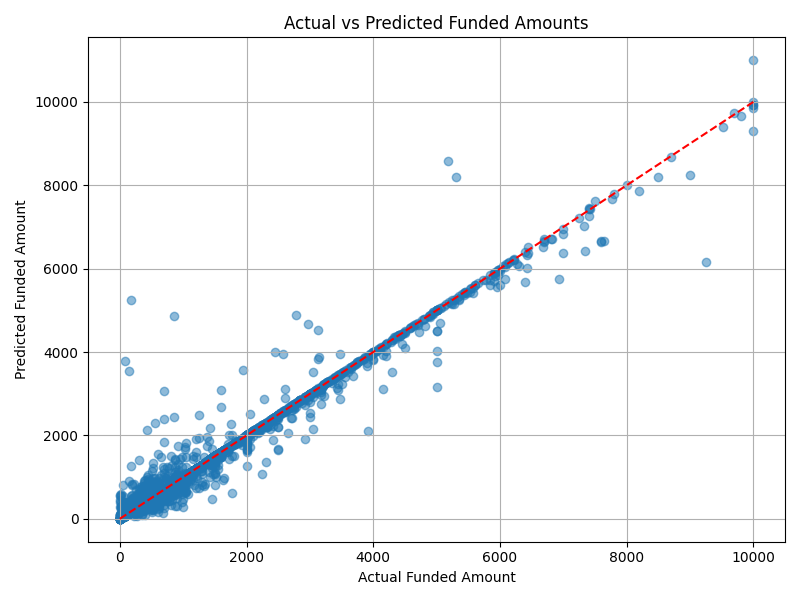 Actual vs Predicted Funded Amounts
Predicted Funded Amount
10000
8000
6000
4000
2000
0
0 2000 4000 6000 8000 10000
Actual Funded Amount